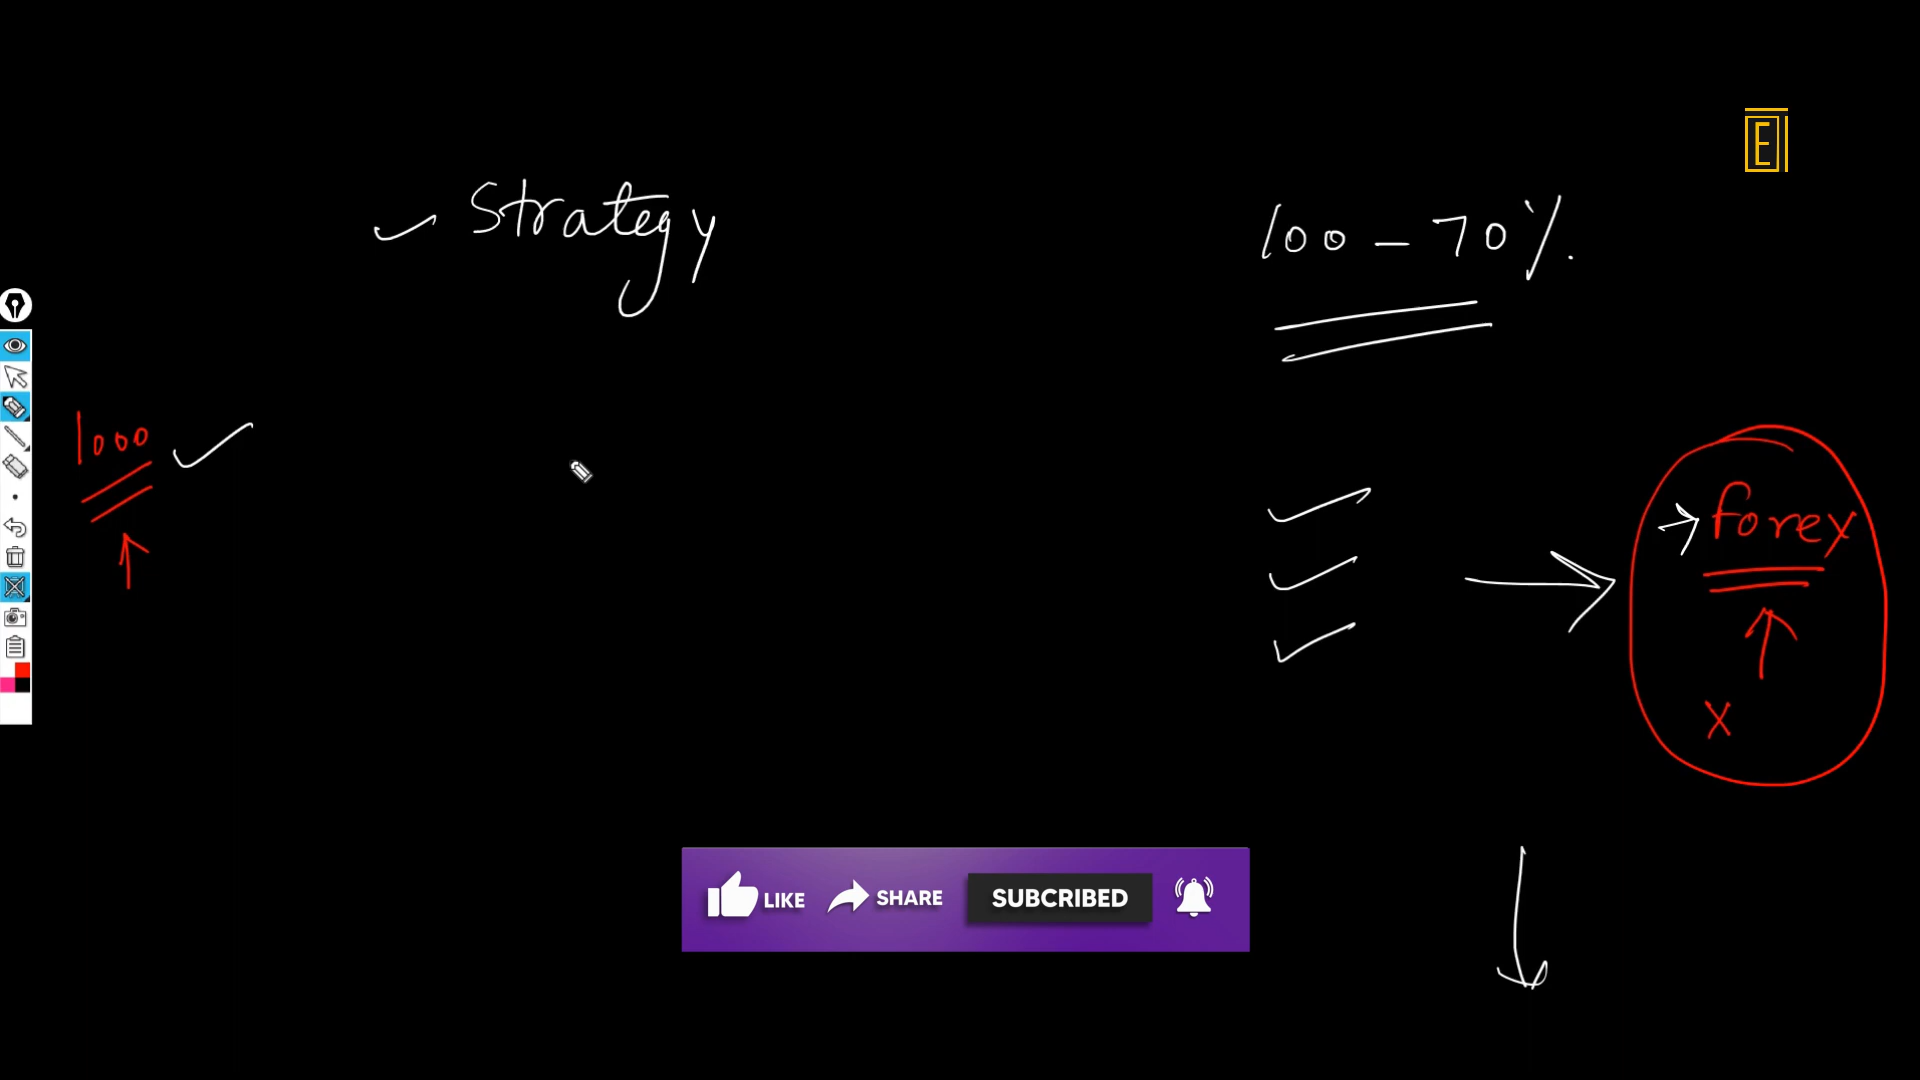 Strategy
100 - 70%.
1000
forex
x
LIKE SHARE SUBCRIBED
E